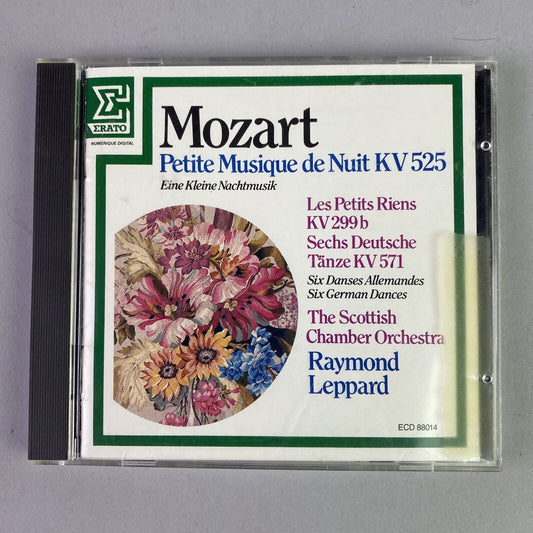 ERATO
NUMÉRIQUE DIGITAL
Mozart
Petite Musique de Nuit KV 525
Eine Kleine Nachtmusik
Les Petits Riens
KV 299 b
Sechs Deutsche
Tänze KV 571
Six Danses Allemandes
Six German Dances
The Scottish
Chamber Orchestra
Raymond
Leppard
ECD 88014